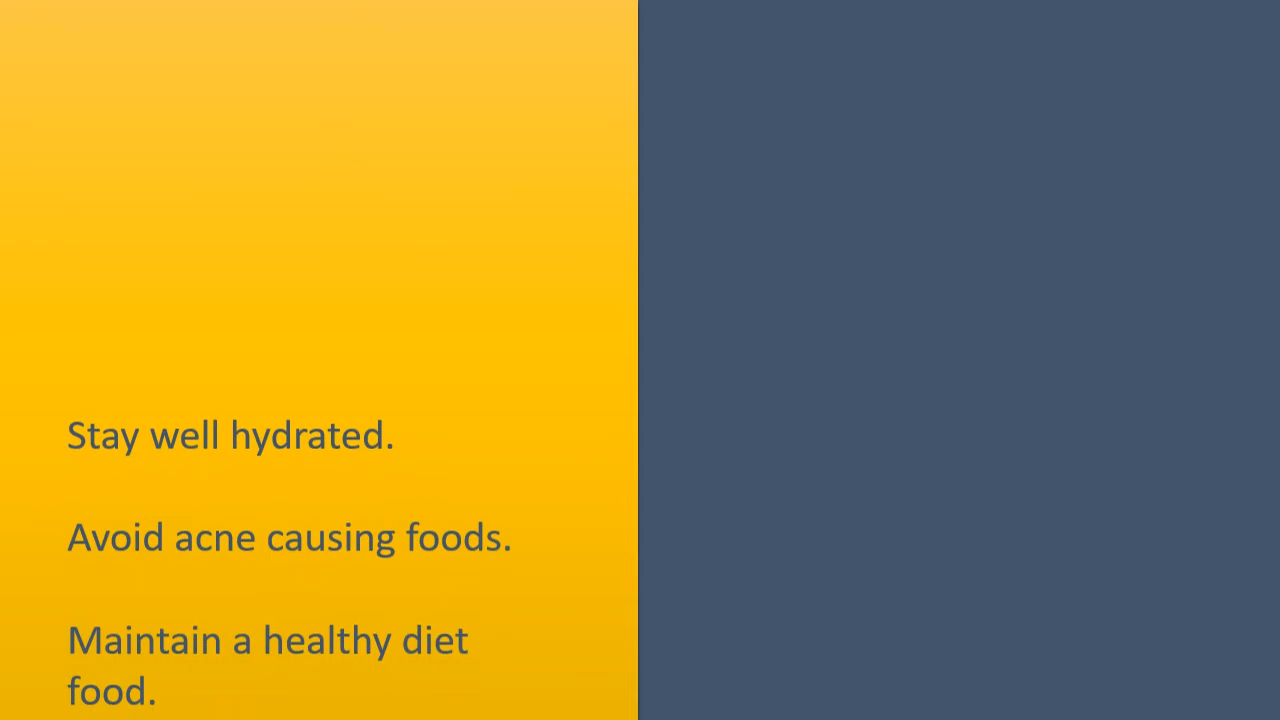 Stay well hydrated.
Avoid acne causing foods.
Maintain a healthy diet
food.